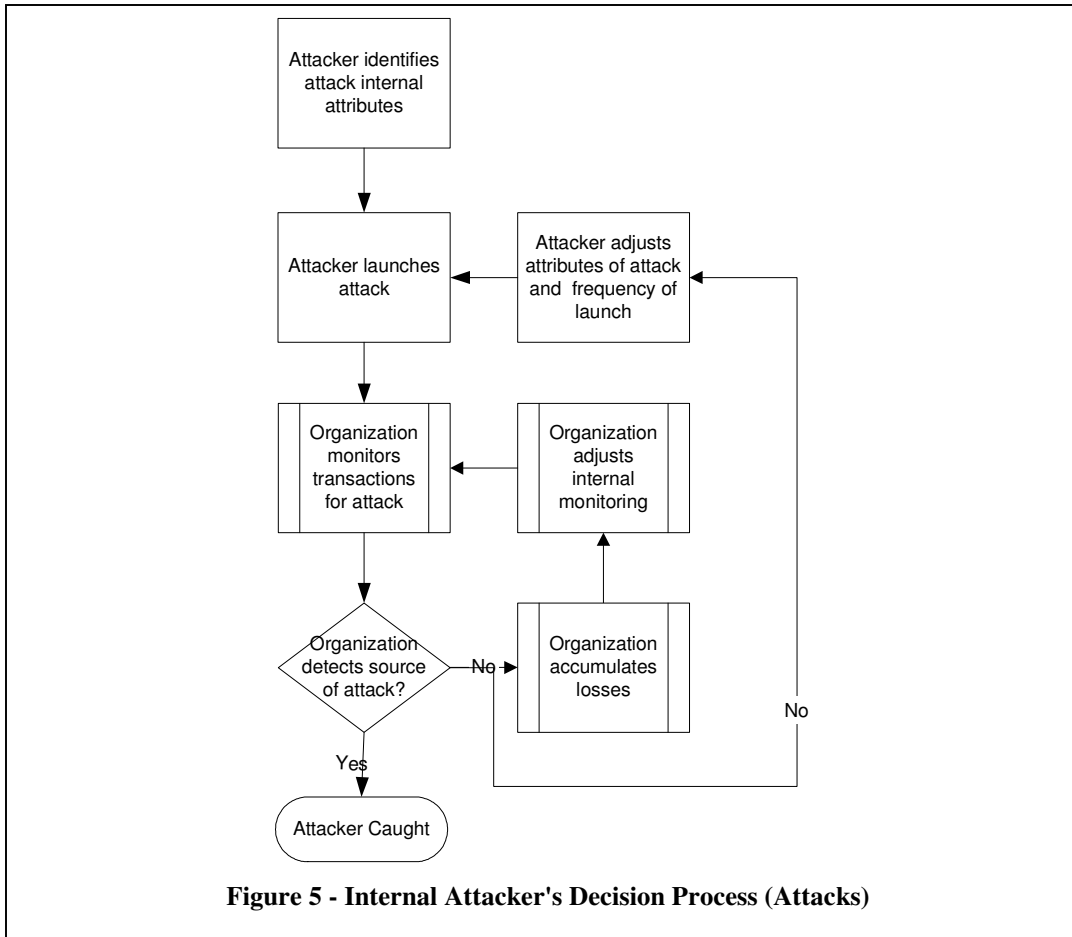 Attacker identifies
attack internal
attributes
Attacker launches
attack
Attacker adjusts
attributes of attack
and frequency of
launch
Organization
monitors
transactions
for attack
Organization
adjusts
internal
monitoring
Organization
detects source
of attack?
No
Organization
accumulates
losses
No
Yes
Attacker Caught
Figure 5 - Internal Attacker's Decision Process (Attacks)